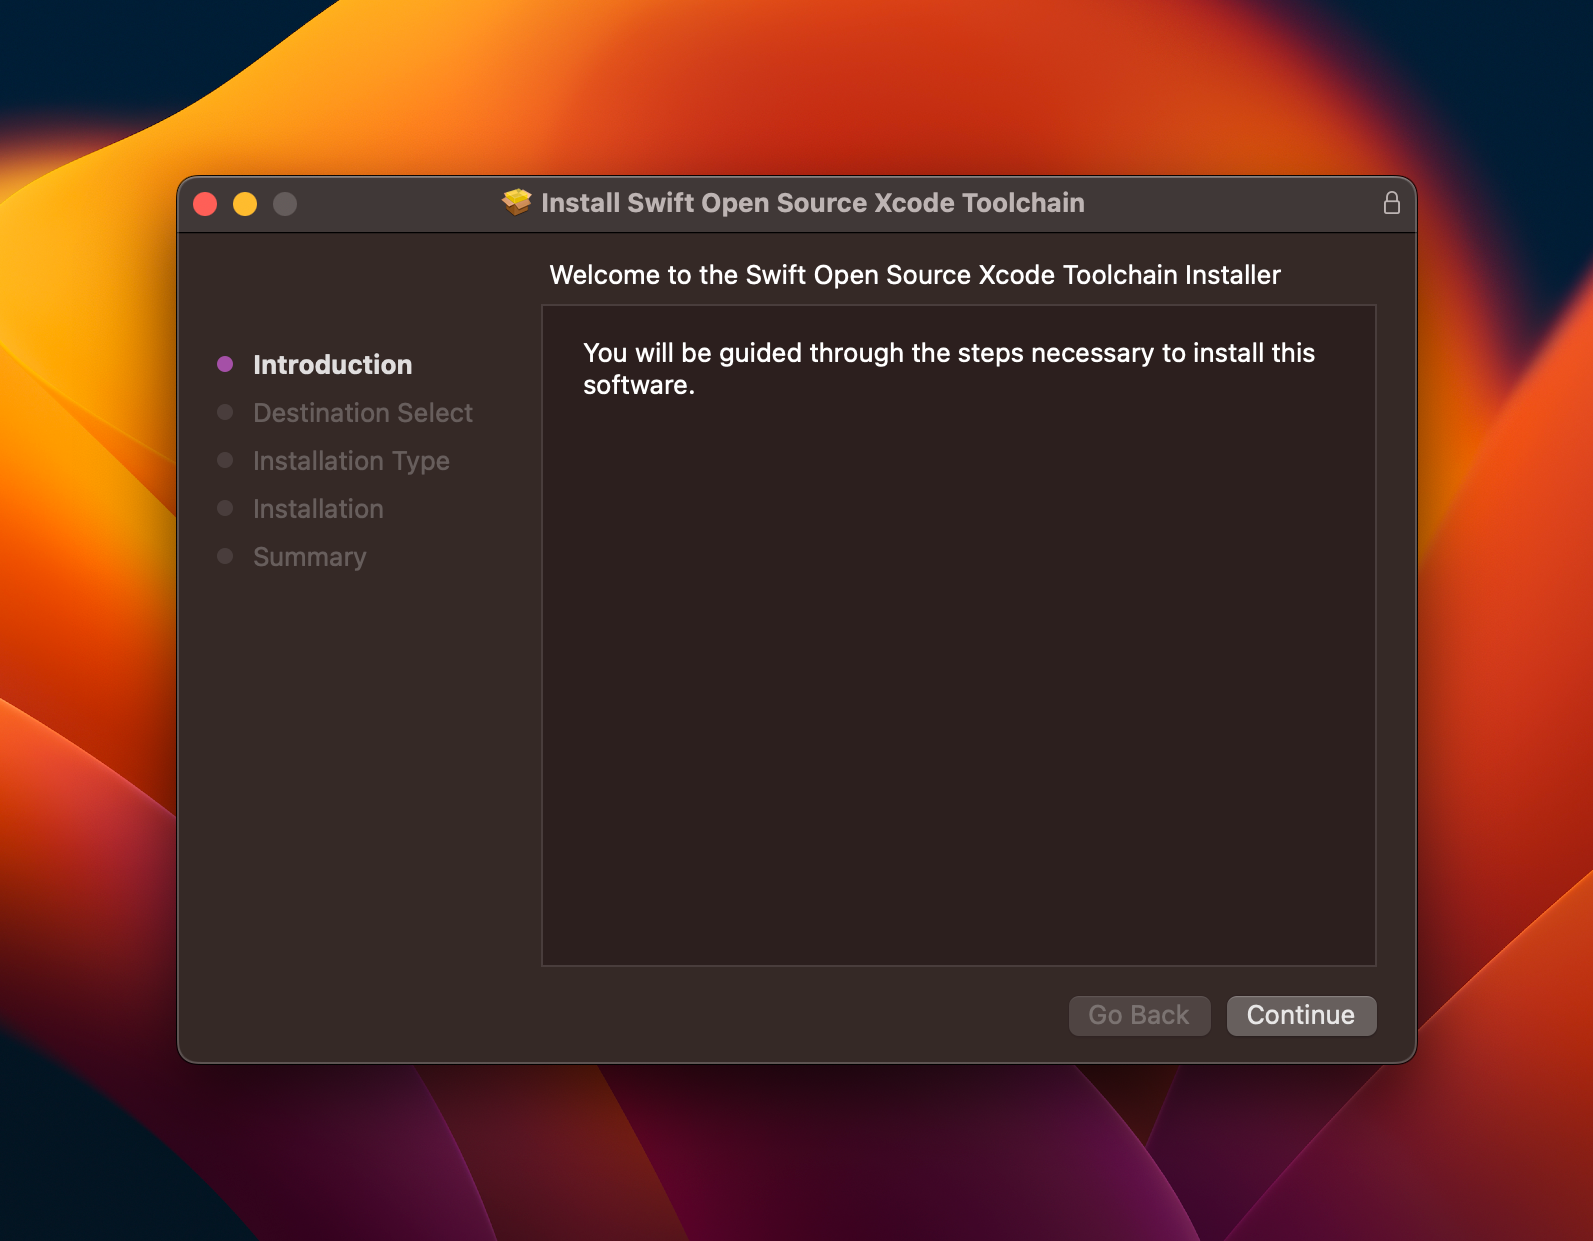 Install Swift Open Source Xcode Toolchain
Welcome to the Swift Open Source Xcode Toolchain Installer
Introduction
Destination Select
Installation Type
Installation
Summary
You will be guided through the steps necessary to install this
software.
Go Back
Continue